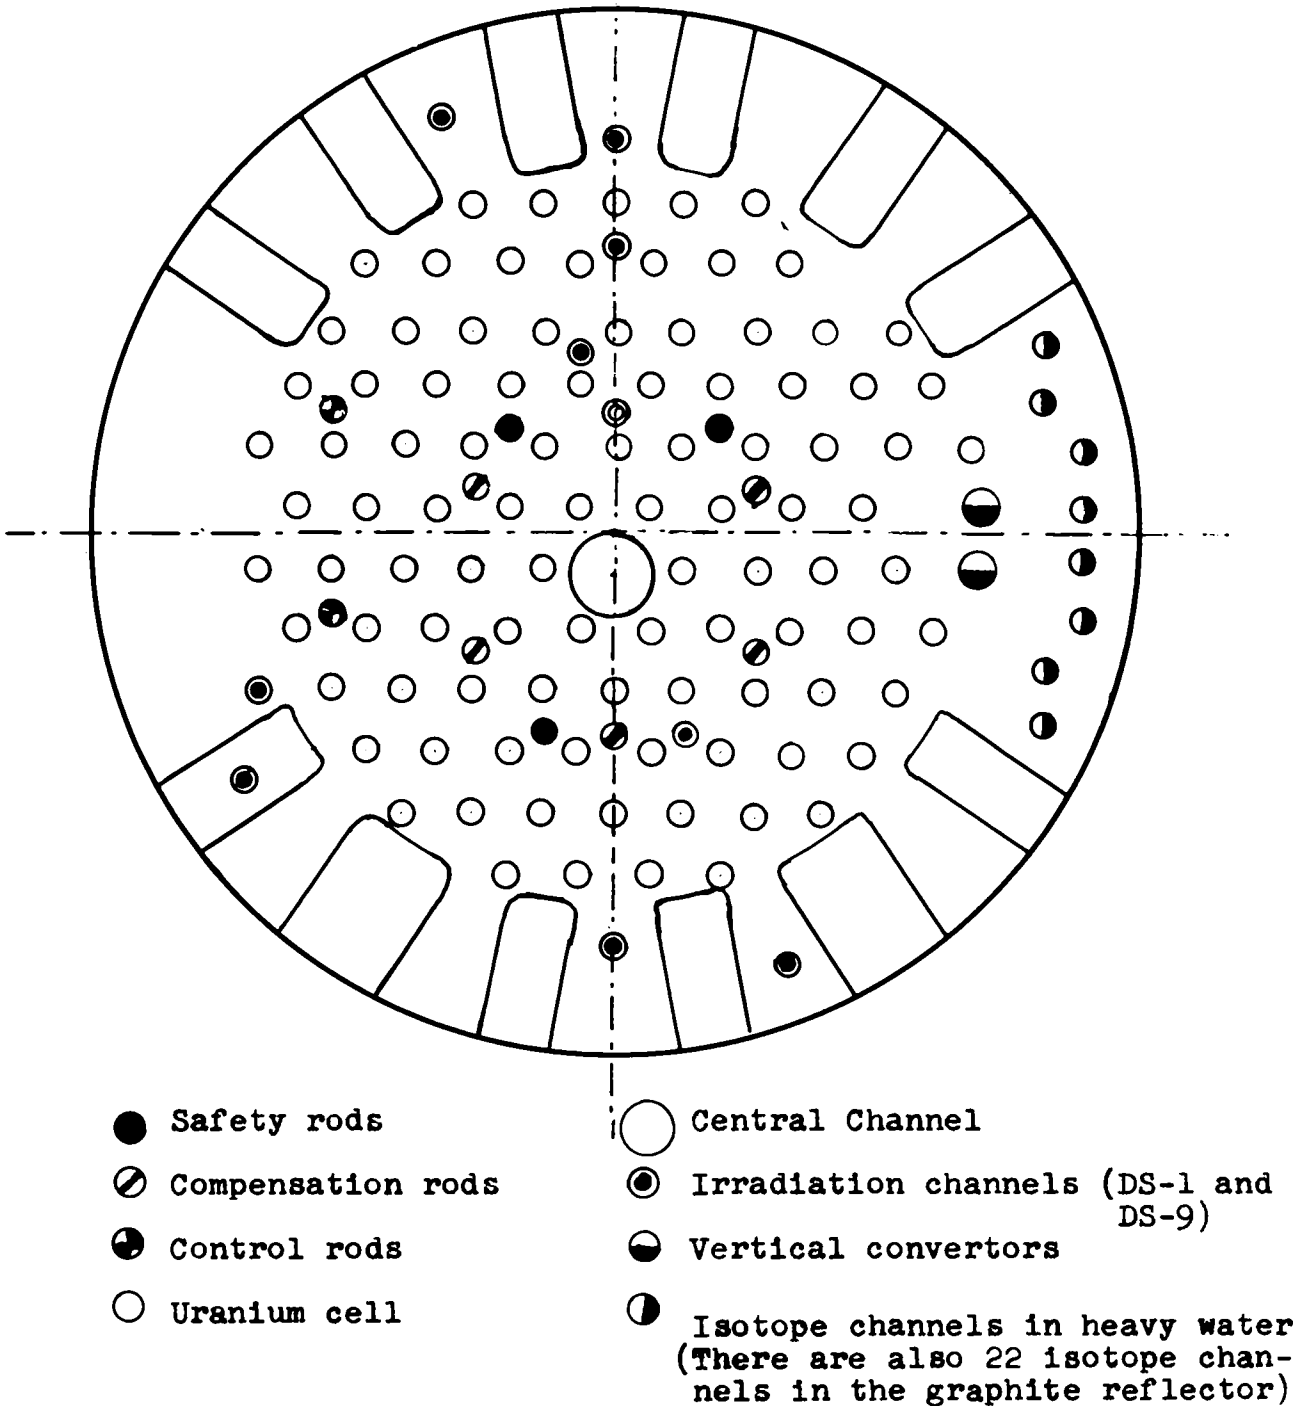 Safety rods
Compensation rods
Control rods
Uranium cell
Central Channel
Irradiation channels (DS-1 and
DS-9)
Vertical convertors
Isotope channels in heavy water
(There are also 22 isotope chan-
nels in the graphite reflector)